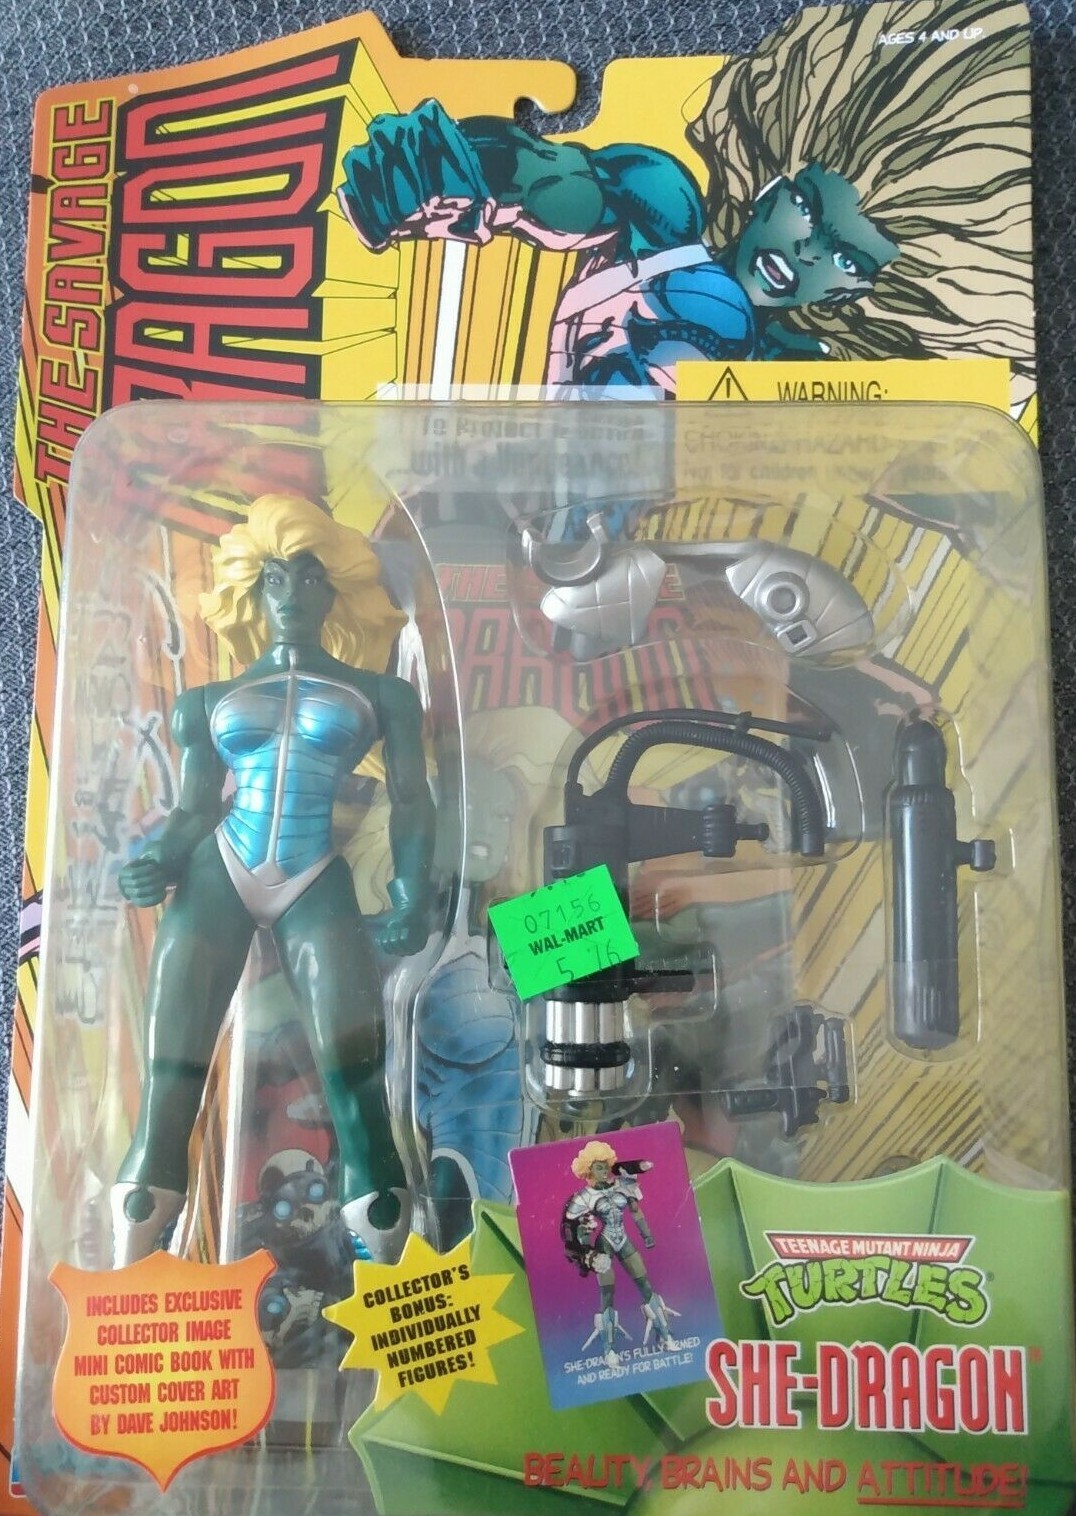 AGES 4 AND UP.
THE SAVAGE
DRAGON
WARNING:
CHOKING HAZARD
07156
WAL-MART
5 76
TEENAGE MUTANT NINJA
TURTLES
SHE-DRAGON
BEAUTY, BRAINS AND ATTITUDE!
SHE-DRAGON'S FULLY ARMED
AND READY FOR BATTLE!
COLLECTOR'S
BONUS:
INDIVIDUALLY
NUMBERED
FIGURES!
INCLUDES EXCLUSIVE
COLLECTOR IMAGE
MINI COMIC BOOK WITH
CUSTOM COVER ART
BY DAVE JOHNSON!